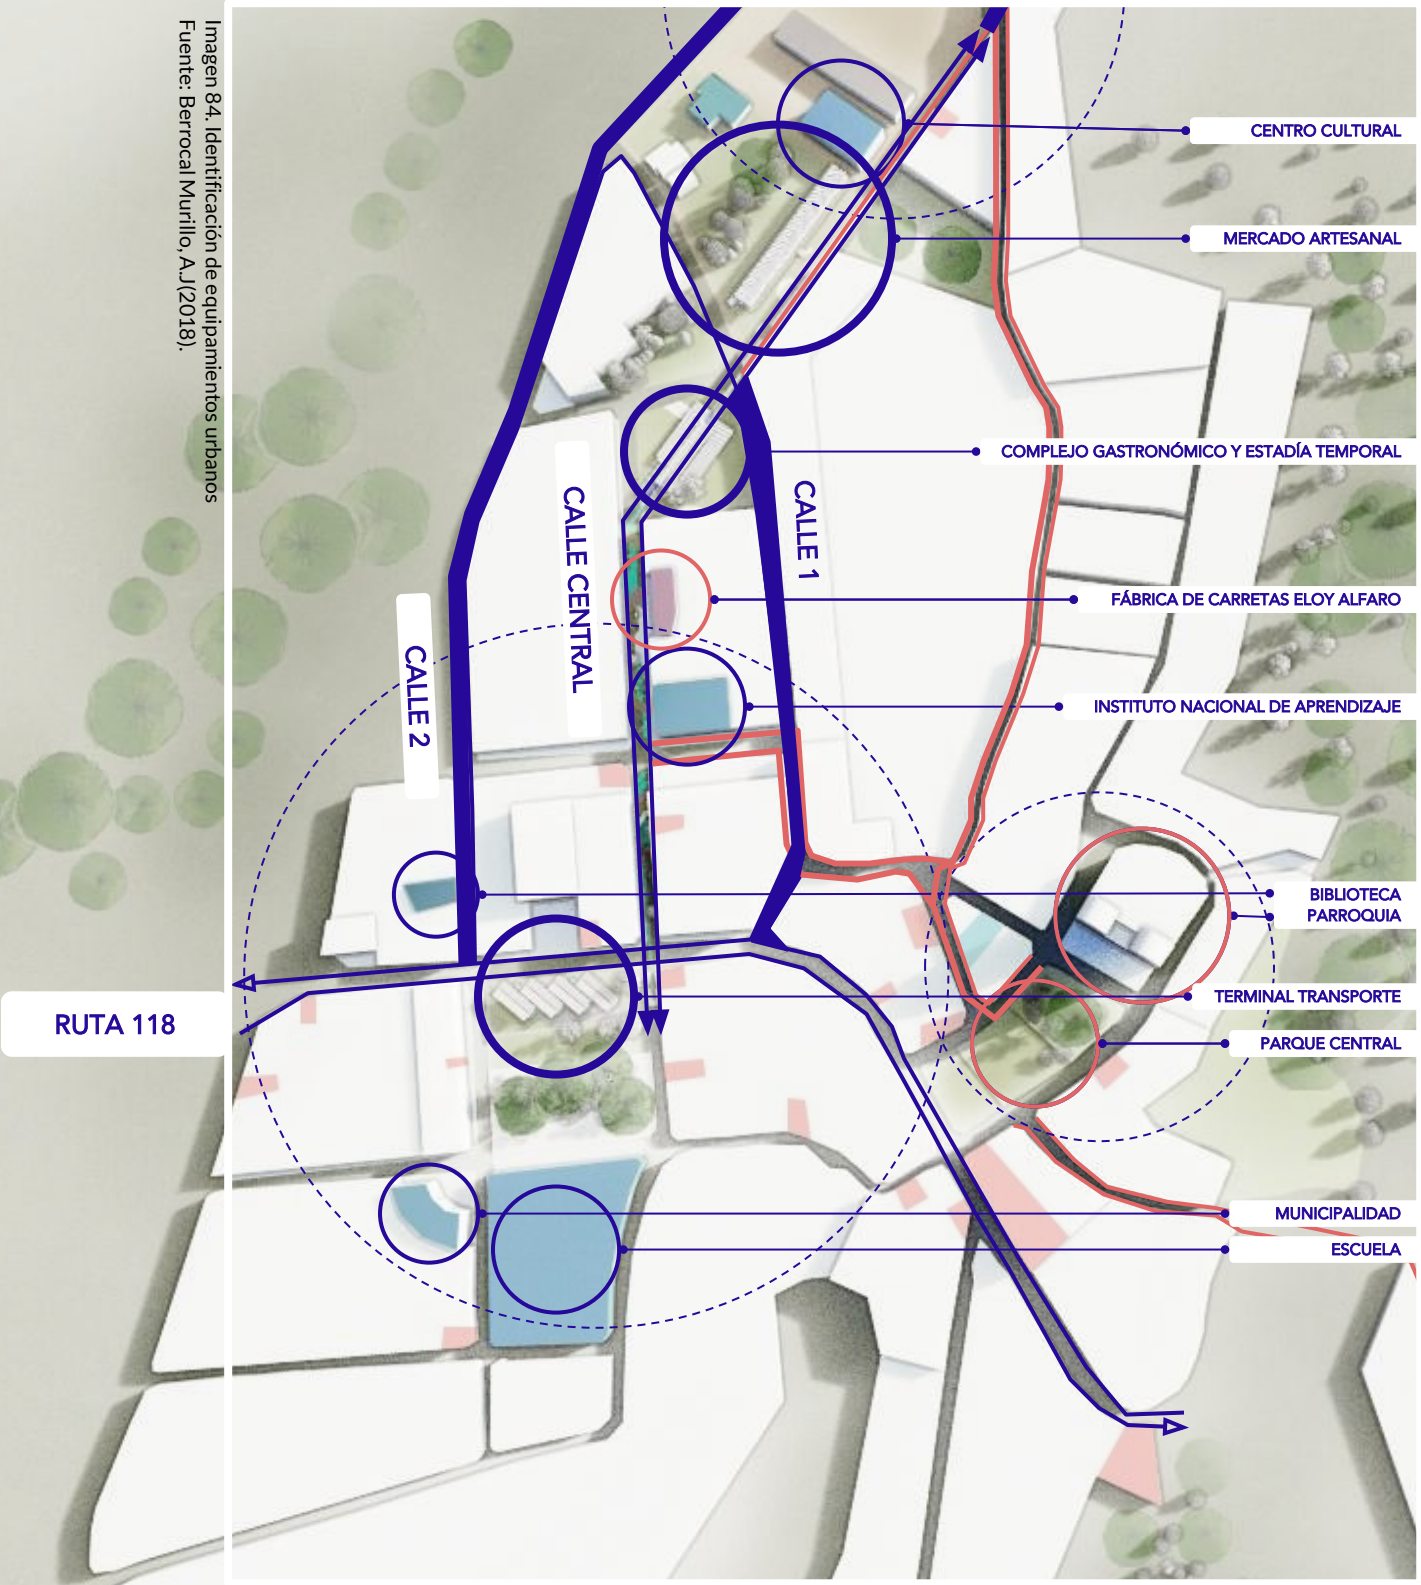 Imagen 84. Identificación de equipamientos urbanos
Fuente: Berrocal Murillo, A.J(2018).
CENTRO CULTURAL
MERCADO ARTESANAL
COMPLEJO GASTRONÓMICO Y ESTADÍA TEMPORAL
CALLE 1
CALLE CENTRAL
FÁBRICA DE CARRETAS ELOY ALFARO
CALLE 2
INSTITUTO NACIONAL DE APRENDIZAJE
BIBLIOTECA
PARROQUIA
TERMINAL TRANSPORTE
RUTA 118
PARQUE CENTRAL
MUNICIPALIDAD
ESCUELA